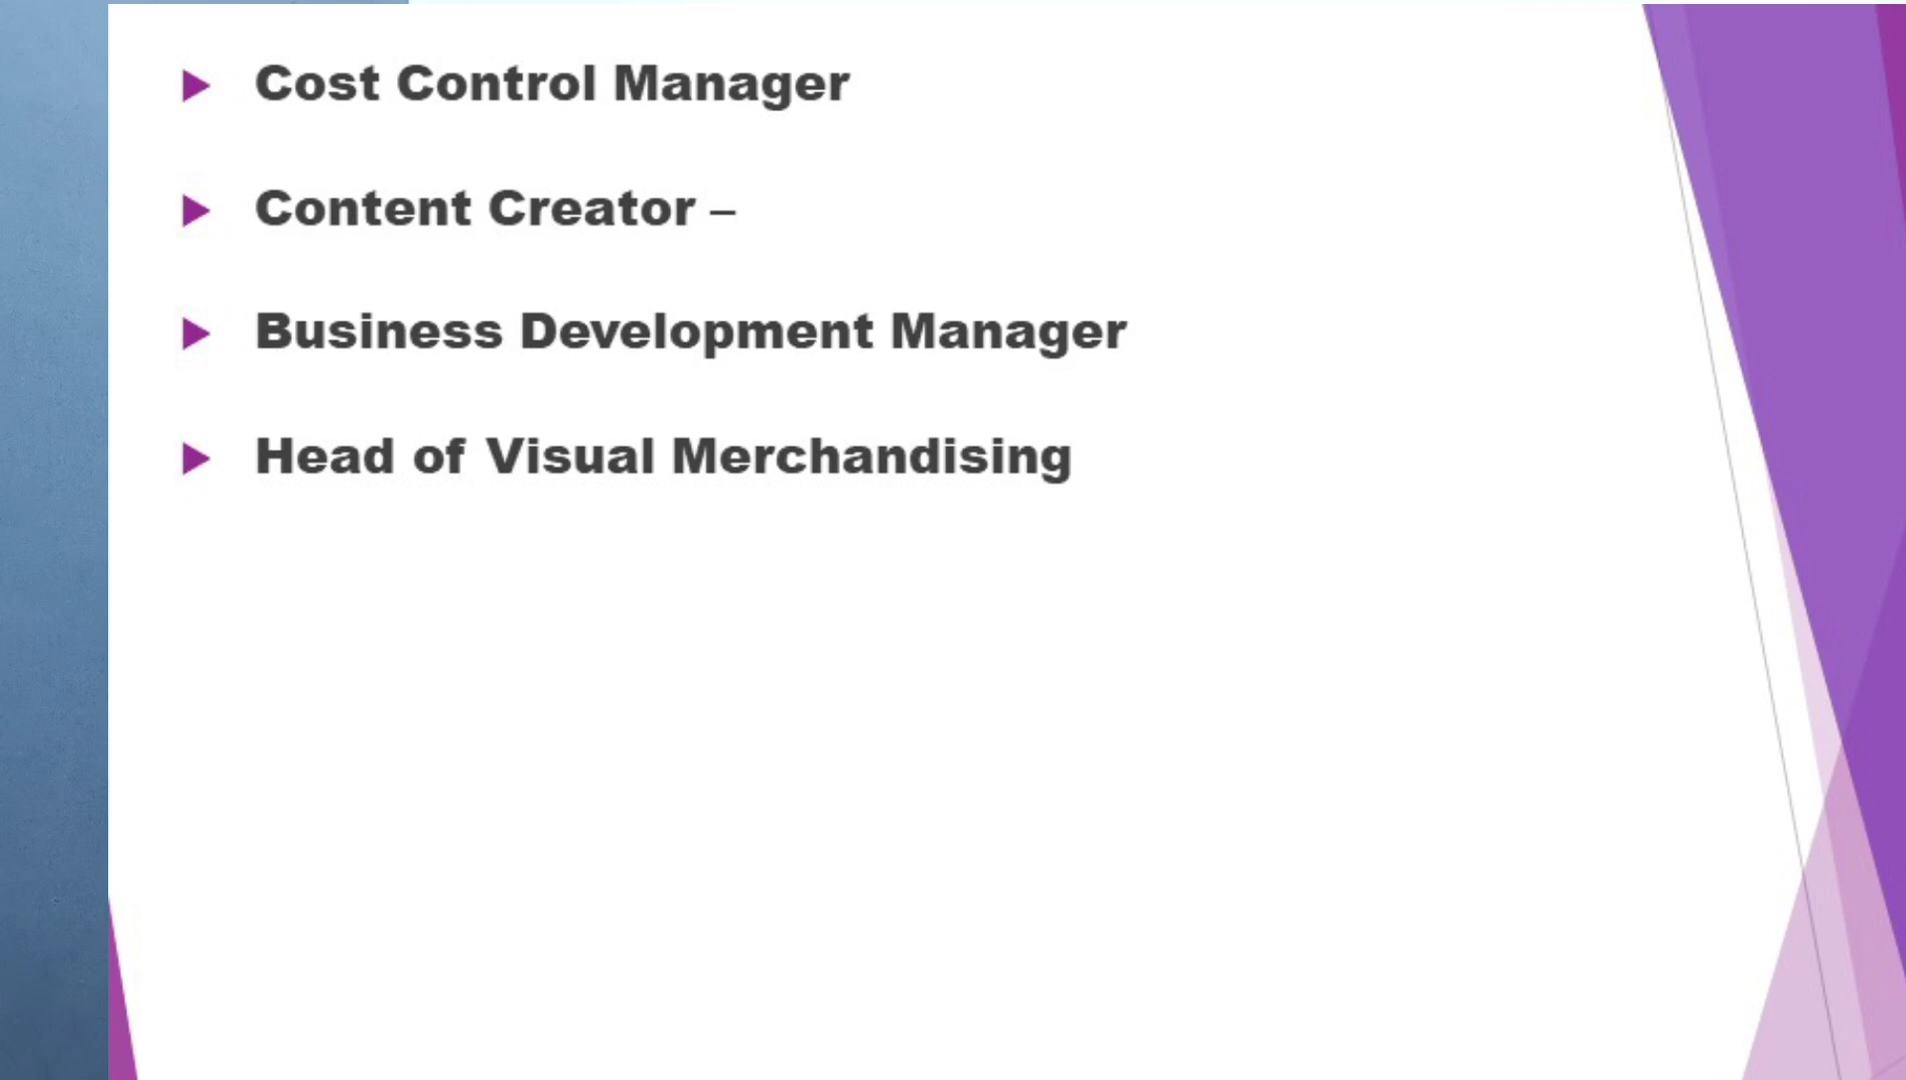 Cost Control Manager
Content Creator –
Business Development Manager
Head of Visual Merchandising